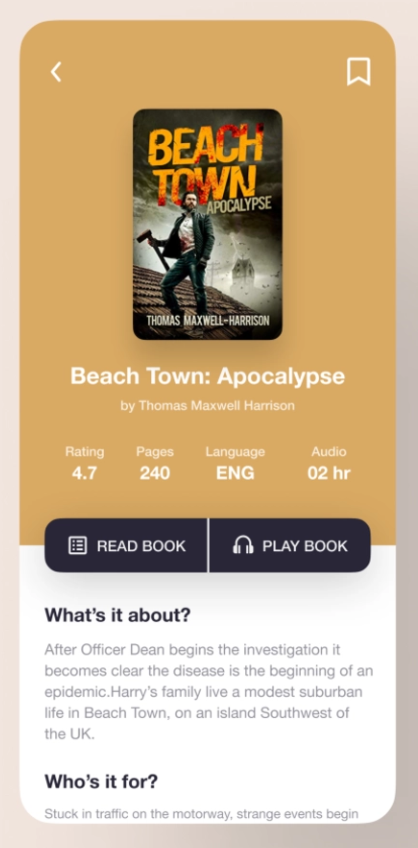 BEACH
TOWN
APOCALYPSE
THOMAS MAXWELL-HARRISON
Beach Town: Apocalypse
by Thomas Maxwell Harrison
Rating Pages Language Audio
4.7 240 ENG 02 hr
READ BOOK PLAY BOOK
What's it about?
After Officer Dean begins the investigation it
becomes clear the disease is the beginning of an
epidemic.Harry's family live a modest suburban
life in Beach Town, on an island Southwest of
the UK.
Who's it for?
Stuck in traffic on the motorway, strange events begin